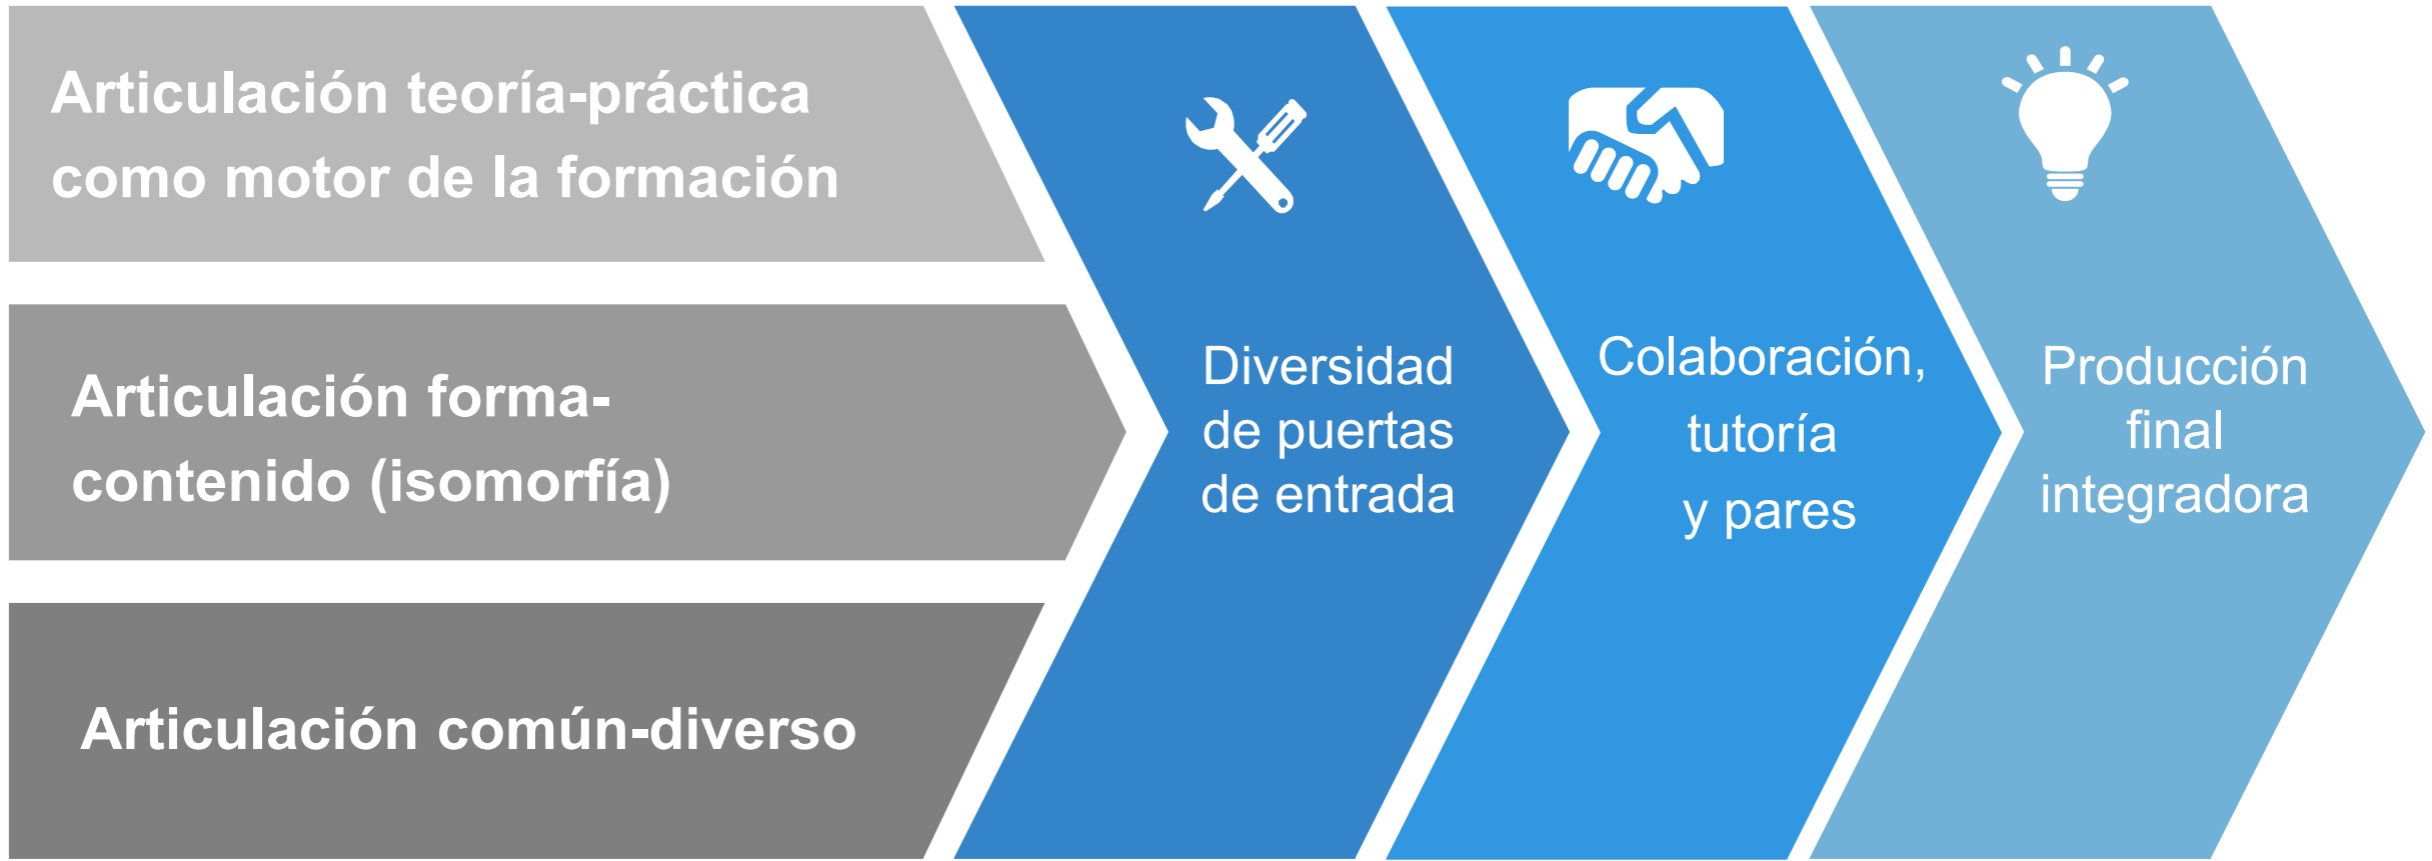 Articulación teoría-práctica
como motor de la formación
Articulación forma-
contenido (isomorfía)
Articulación común-diverso
Diversidad
de puertas
de entrada
Colaboración,
tutoría
y pares
Producción
final
integradora